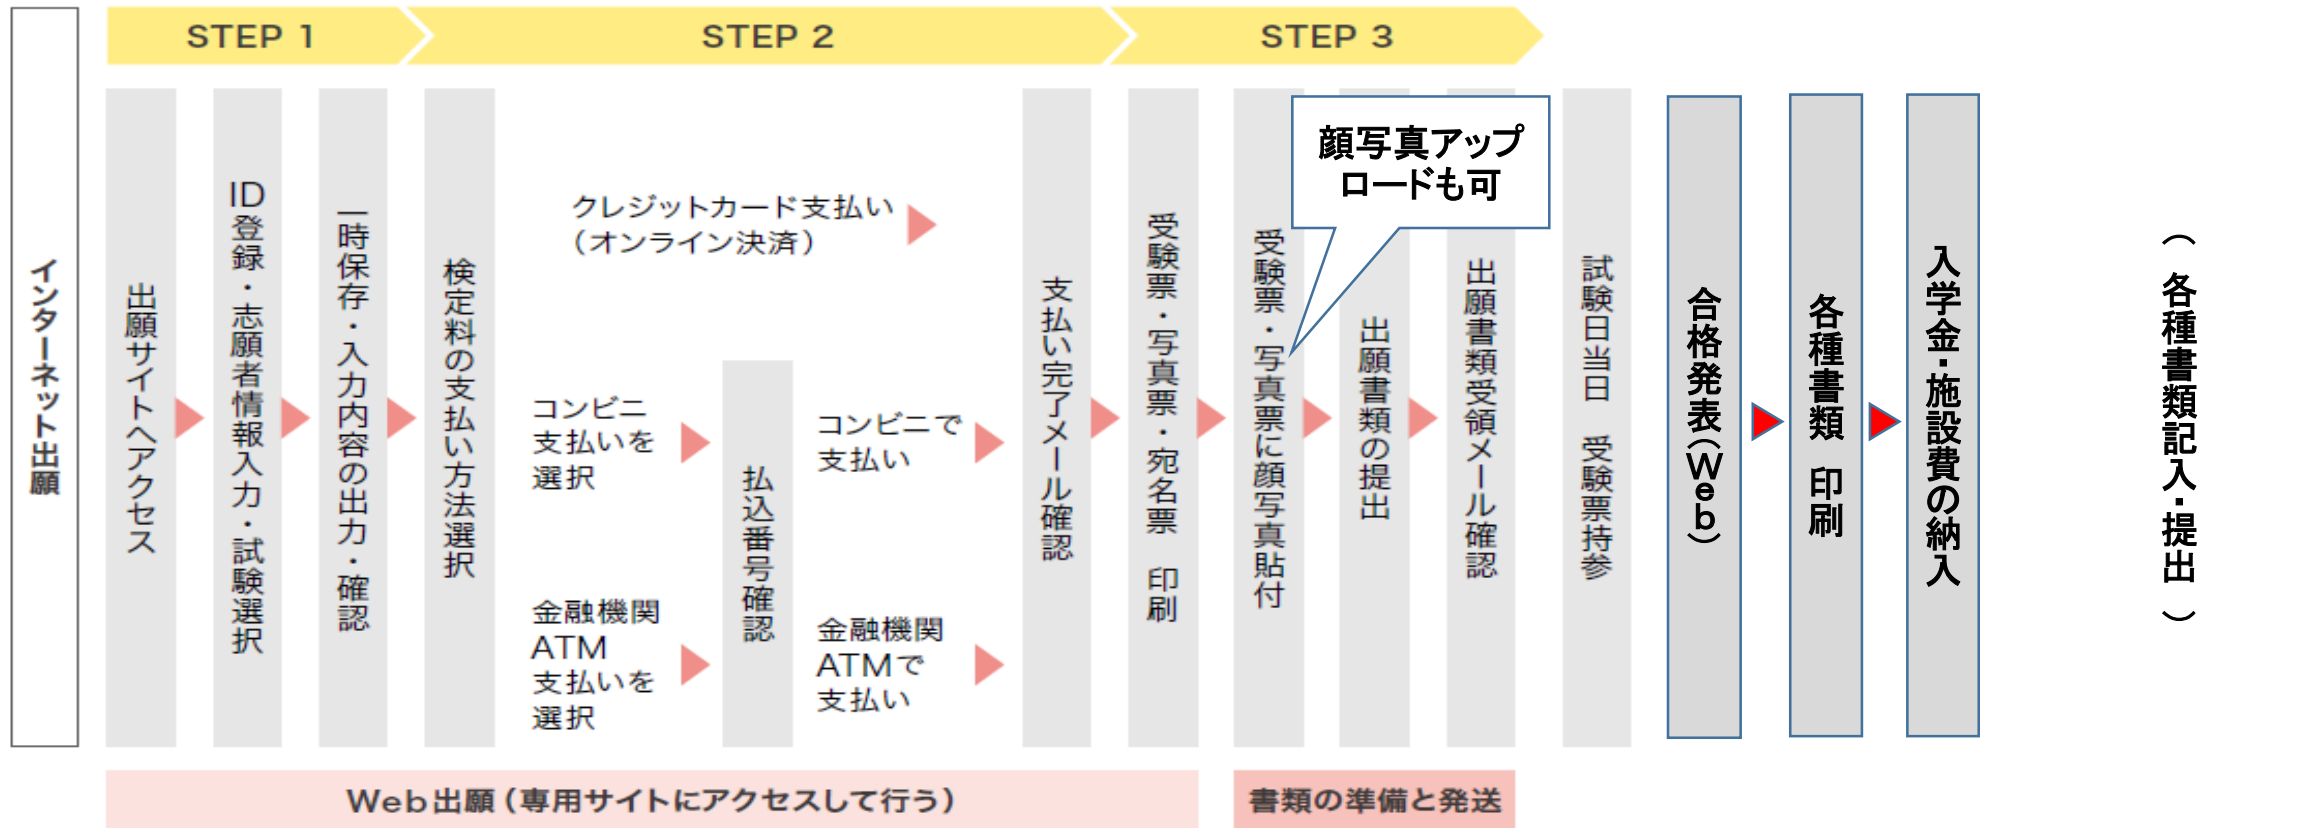 インターネット出願
STEP 1
STEP 2
STEP 3
出願サイトへアクセス
ID登録・志願者情報入力・試験選択
一時保存・入力内容の出力・確認
検定料の支払い方法選択
クレジットカード支払い
（オンライン決済）
コンビニ
支払いを
選択
金融機関
ATM
支払いを
選択
払込番号確認
コンビニで
支払い
金融機関
ATMで
支払い
支払い完了メール確認
受験票・写真票・宛名票　印刷
受験票・写真票に顔写真貼付
顔写真アップ
ロードも可
出願書類の提出
出願書類受領メール確認
試験日当日　受験票持参
合格発表（Web）
各種書類　印刷
入学金・施設費の納入
（各種書類記入・提出）
Web出願（専用サイトにアクセスして行う）
書類の準備と発送